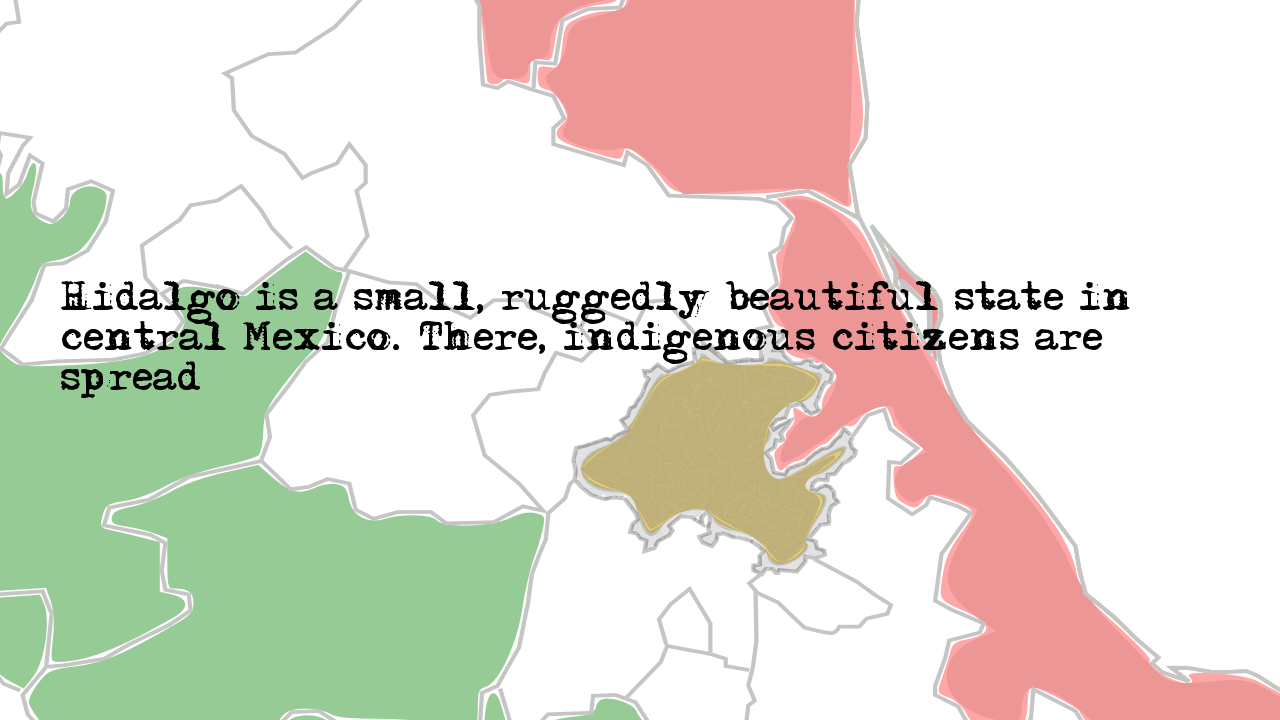 Hidalgo is a small, ruggedly beautiful state in
central Mexico. There, indigenous citizens are
spread